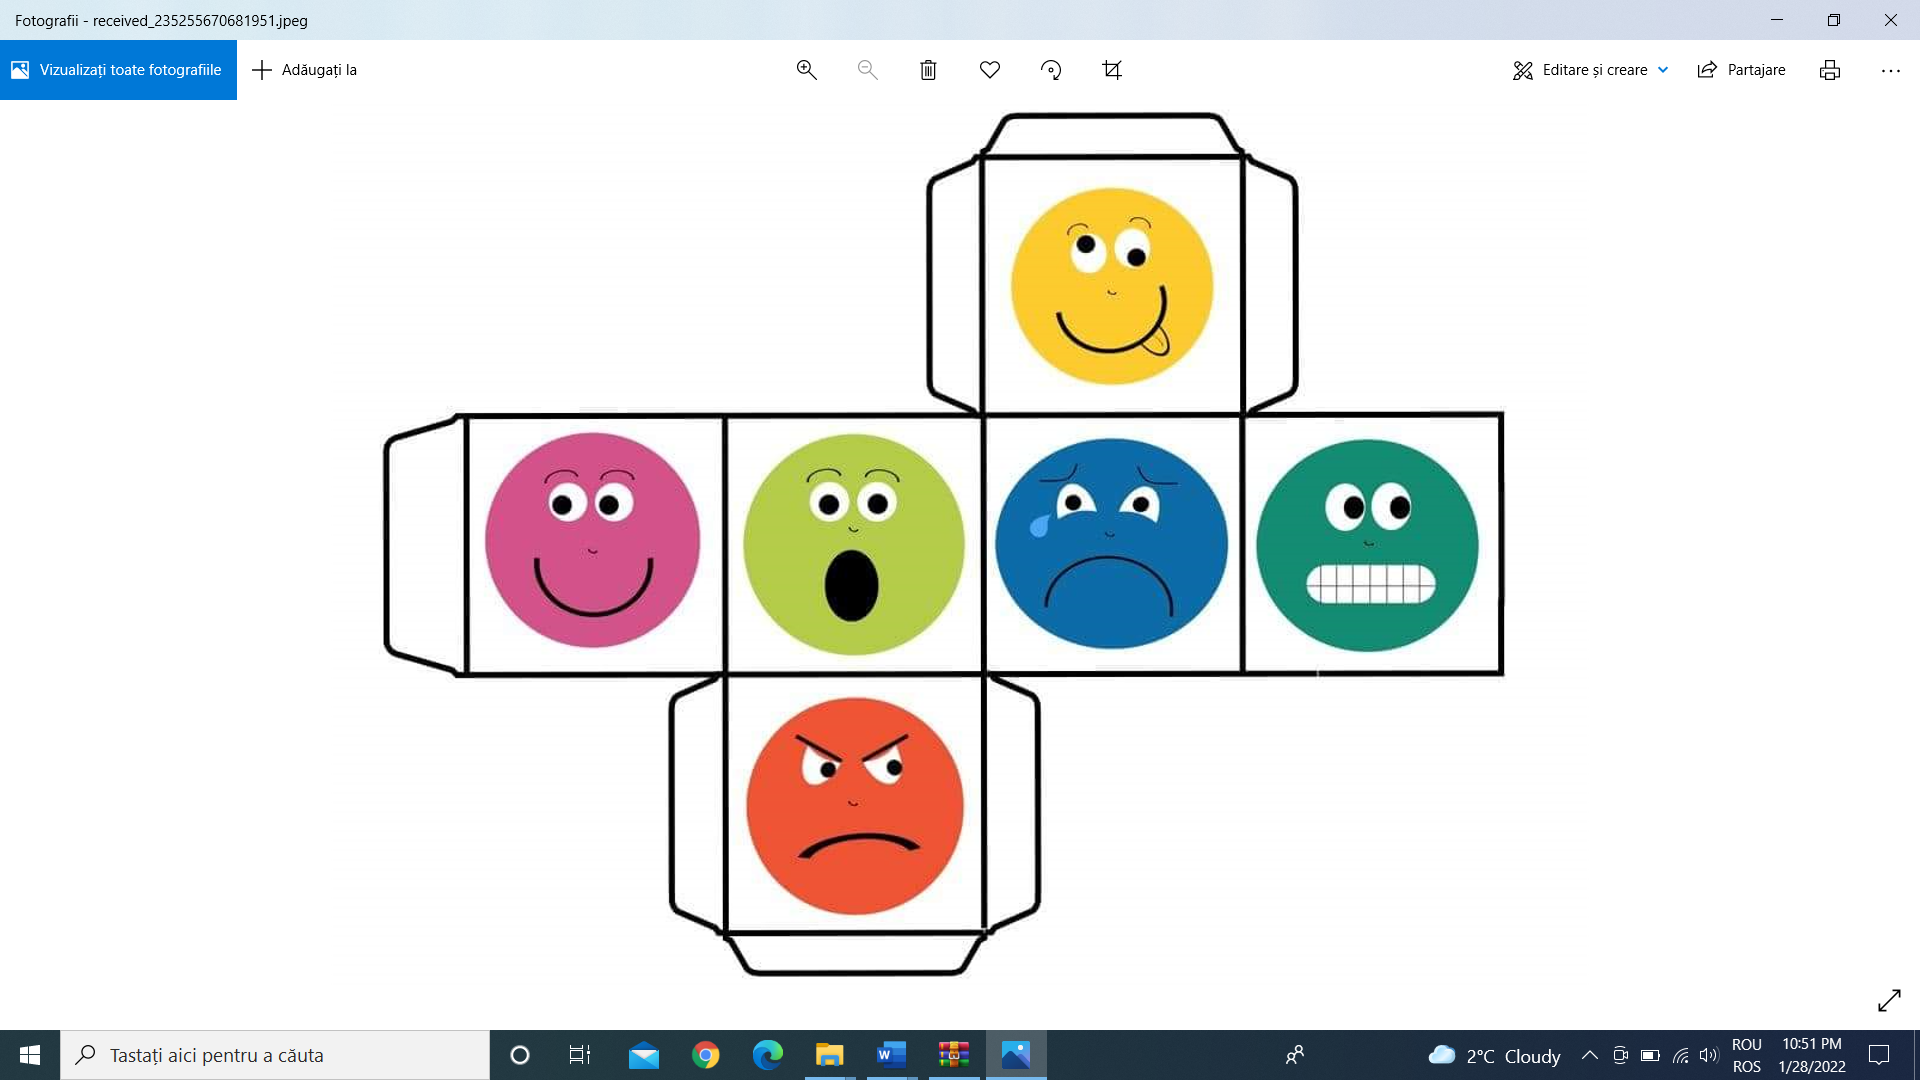 Fotografii - received_235255670681951.jpeg
Vizualizați toate fotografiile
Adăugați la
Editare și creare
Partajare
Tastați aici pentru a căuta
2°C Cloudy
ROU
ROS
10:51 PM
1/28/2022